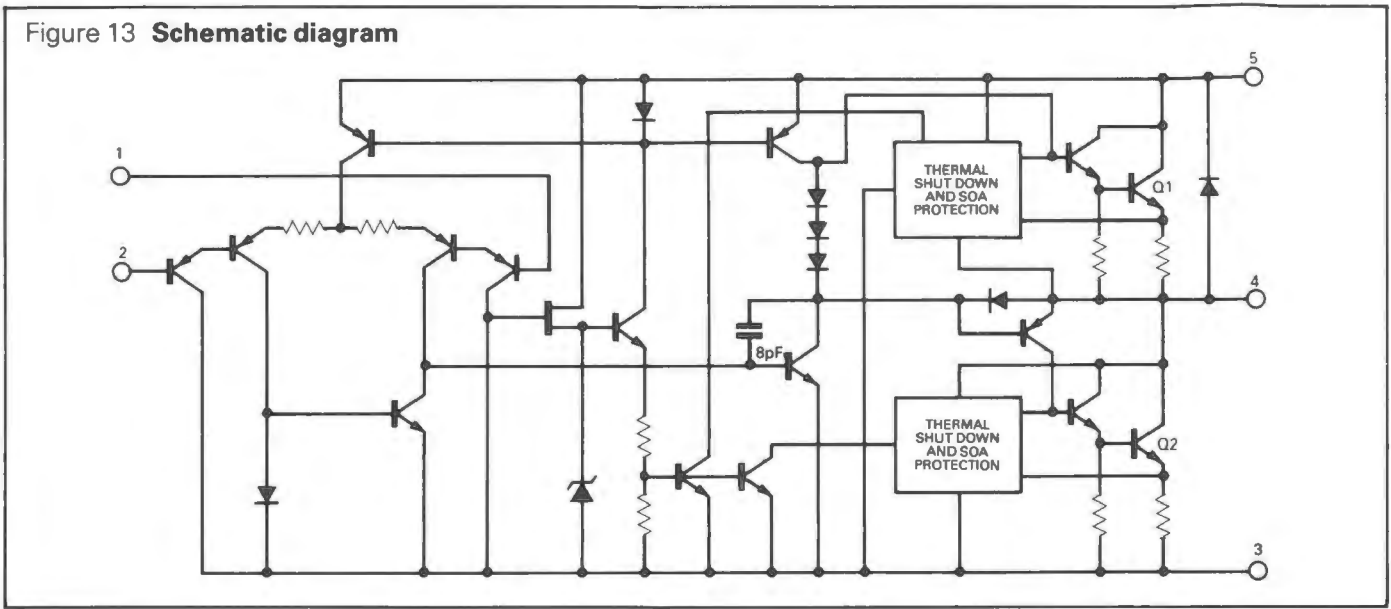 Figure 13 Schematic diagram
5
1
THERMAL
SHUT DOWN
AND SOA
PROTECTION
Q1
2
4
8pF
THERMAL
SHUT DOWN
AND SOA
PROTECTION
Q2
3